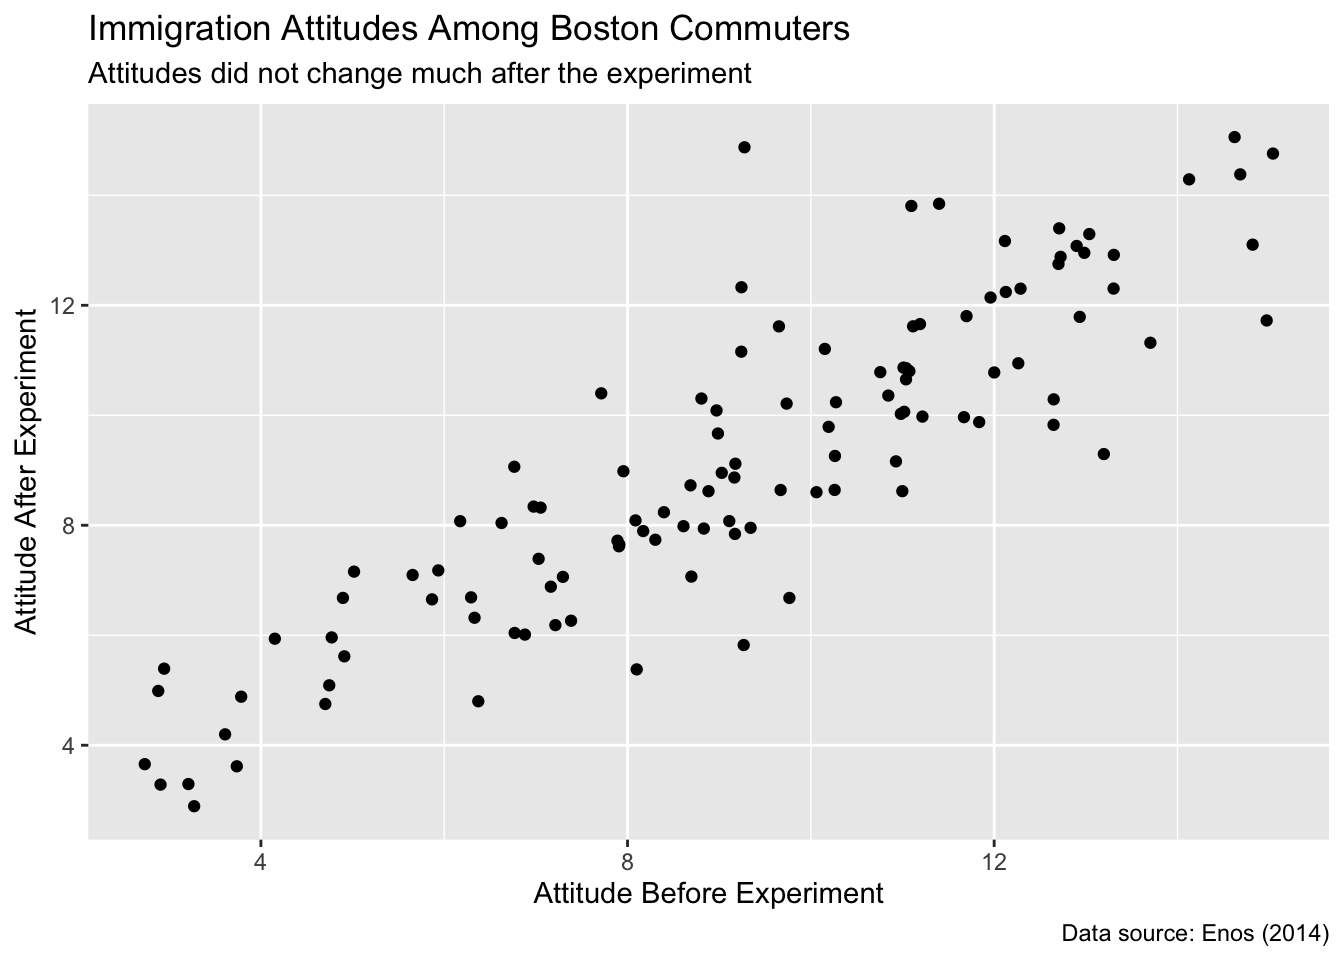 Immigration Attitudes Among Boston Commuters
Attitudes did not change much after the experiment
Attitude After Experiment
12
8
4
4
8
12
Attitude Before Experiment
Data source: Enos (2014)